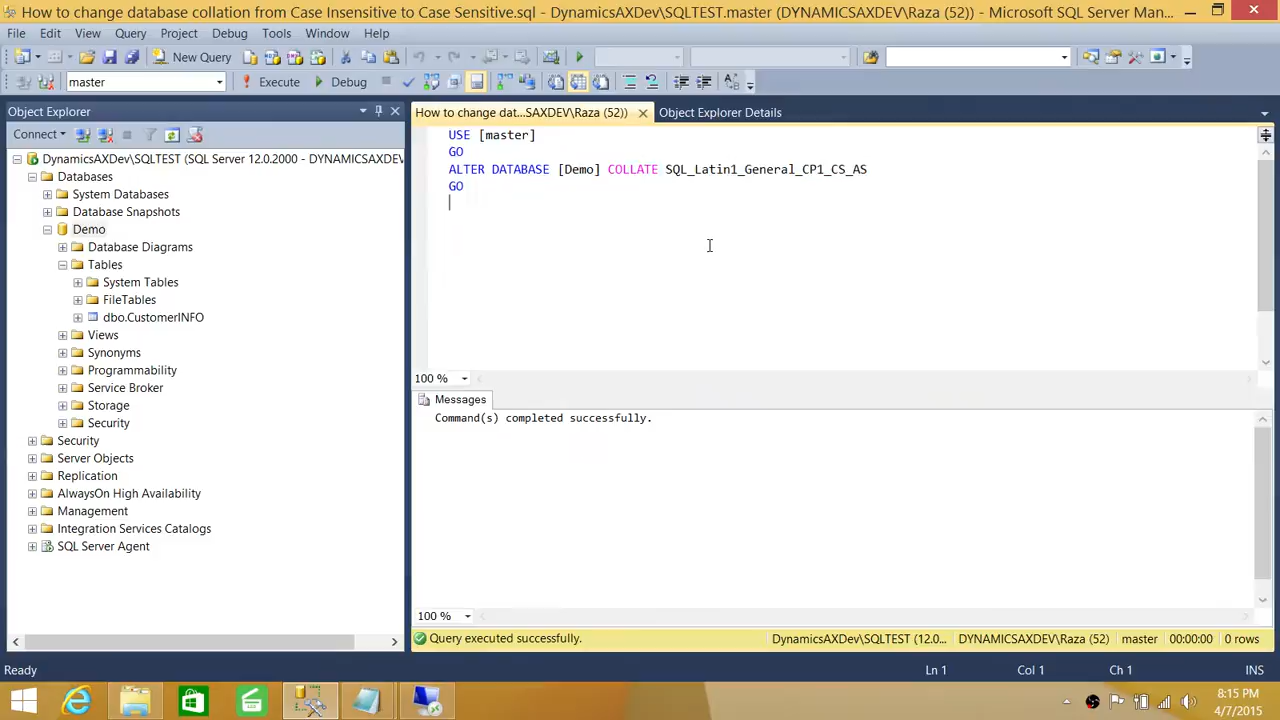 How to change database collation from Case Insensitive to Case Sensitive.sql - DynamicsAXDev\SQLTEST.master (DYNAMICSAXDEV\Raza (52)) - Microsoft SQL Server Man...
File Edit View Query Project Debug Tools Window Help
New Query
master Execute Debug
Object Explorer
How to change dat...SAXDEV\Raza (52)) Object Explorer Details
Connect
DynamicsAXDev\SQLTEST (SQL Server 12.0.2000 - DYNAMICSAXDEV
Databases
System Databases
Database Snapshots
Demo
Database Diagrams
Tables
System Tables
FileTables
dbo.CustomerINFO
Views
Synonyms
Programmability
Service Broker
Storage
Security
Security
Server Objects
Replication
AlwaysOn High Availability
Management
Integration Services Catalogs
SQL Server Agent
USE [master]
GO
ALTER DATABASE [Demo] COLLATE SQL_Latin1_General_CP1_CS_AS
GO
100 %
Messages
Command(s) completed successfully.
100 %
Query executed successfully. DynamicsAXDev\SQLTEST (12.0... DYNAMICSAXDEV\Raza (52) master 00:00:00 0 rows
Ready Ln 1 Col 1 Ch 1 INS
8:15 PM
4/7/2015